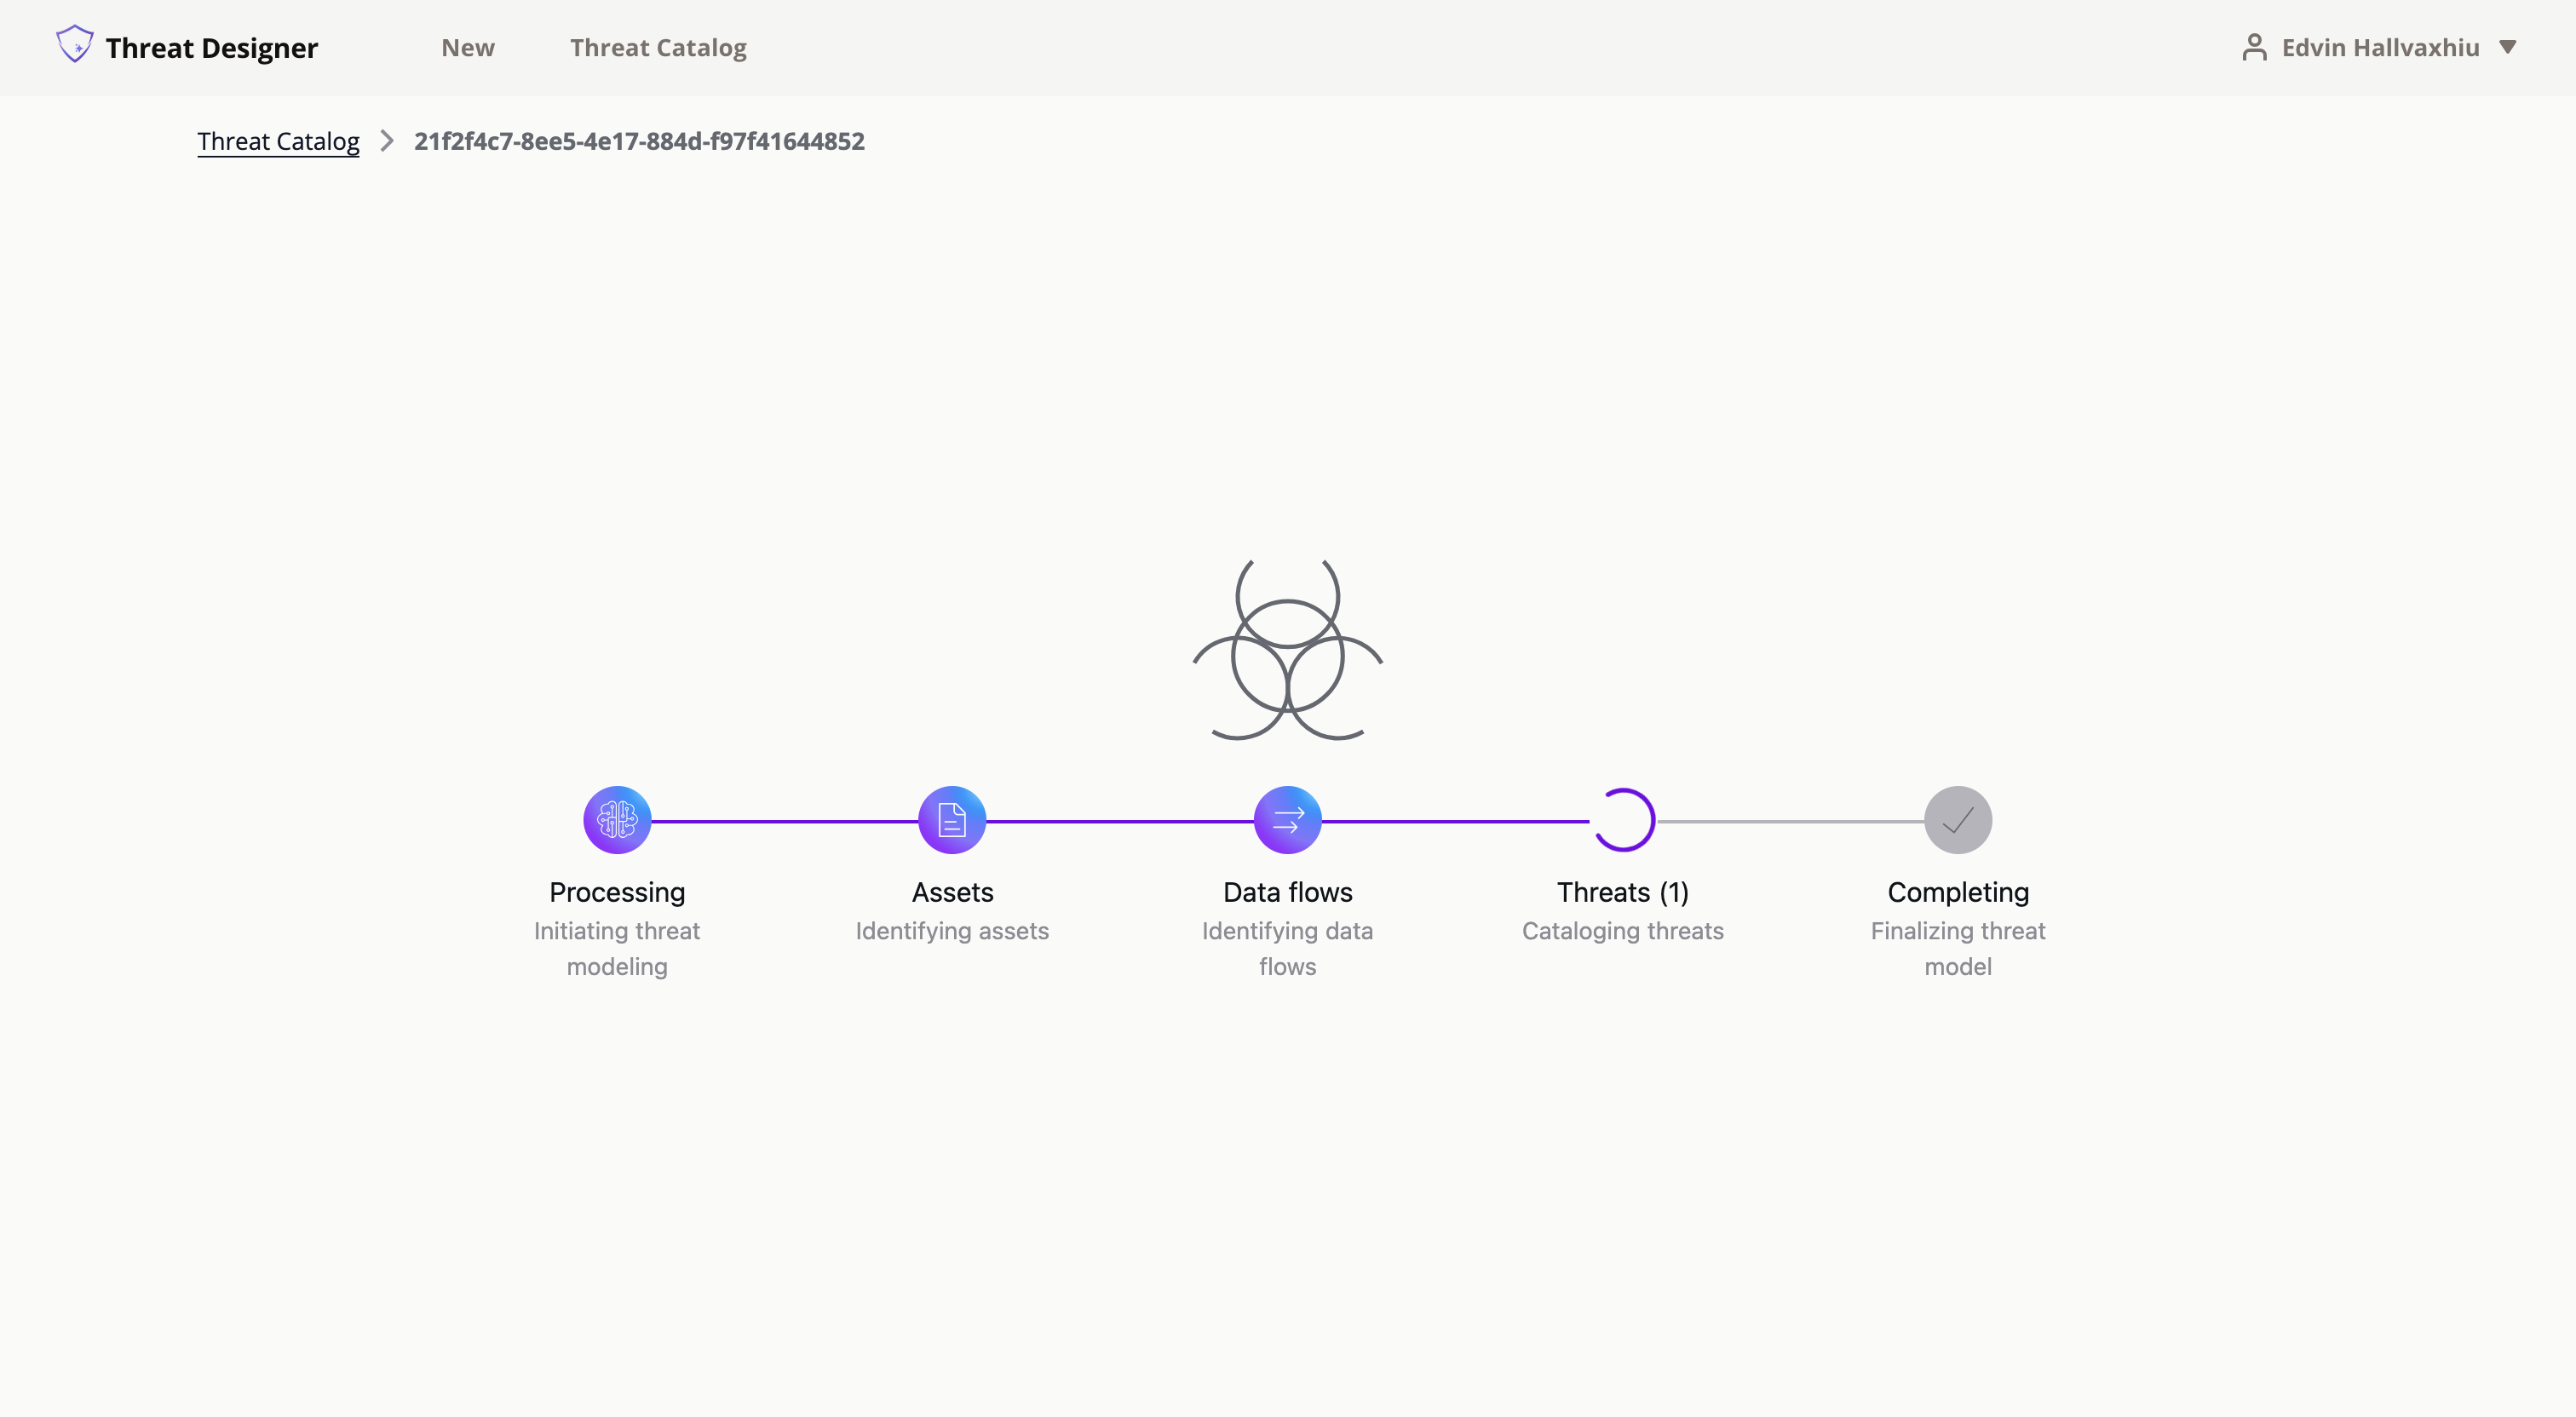 Threat Designer
New
Threat Catalog
Edvin Hallvaxhiu
Threat Catalog
21f2f4c7-8ee5-4e17-884d-f97f41644852
Processing
Initiating threat
modeling
Assets
Identifying assets
Data flows
Identifying data
flows
Threats (1)
Cataloging threats
Completing
Finalizing threat
model